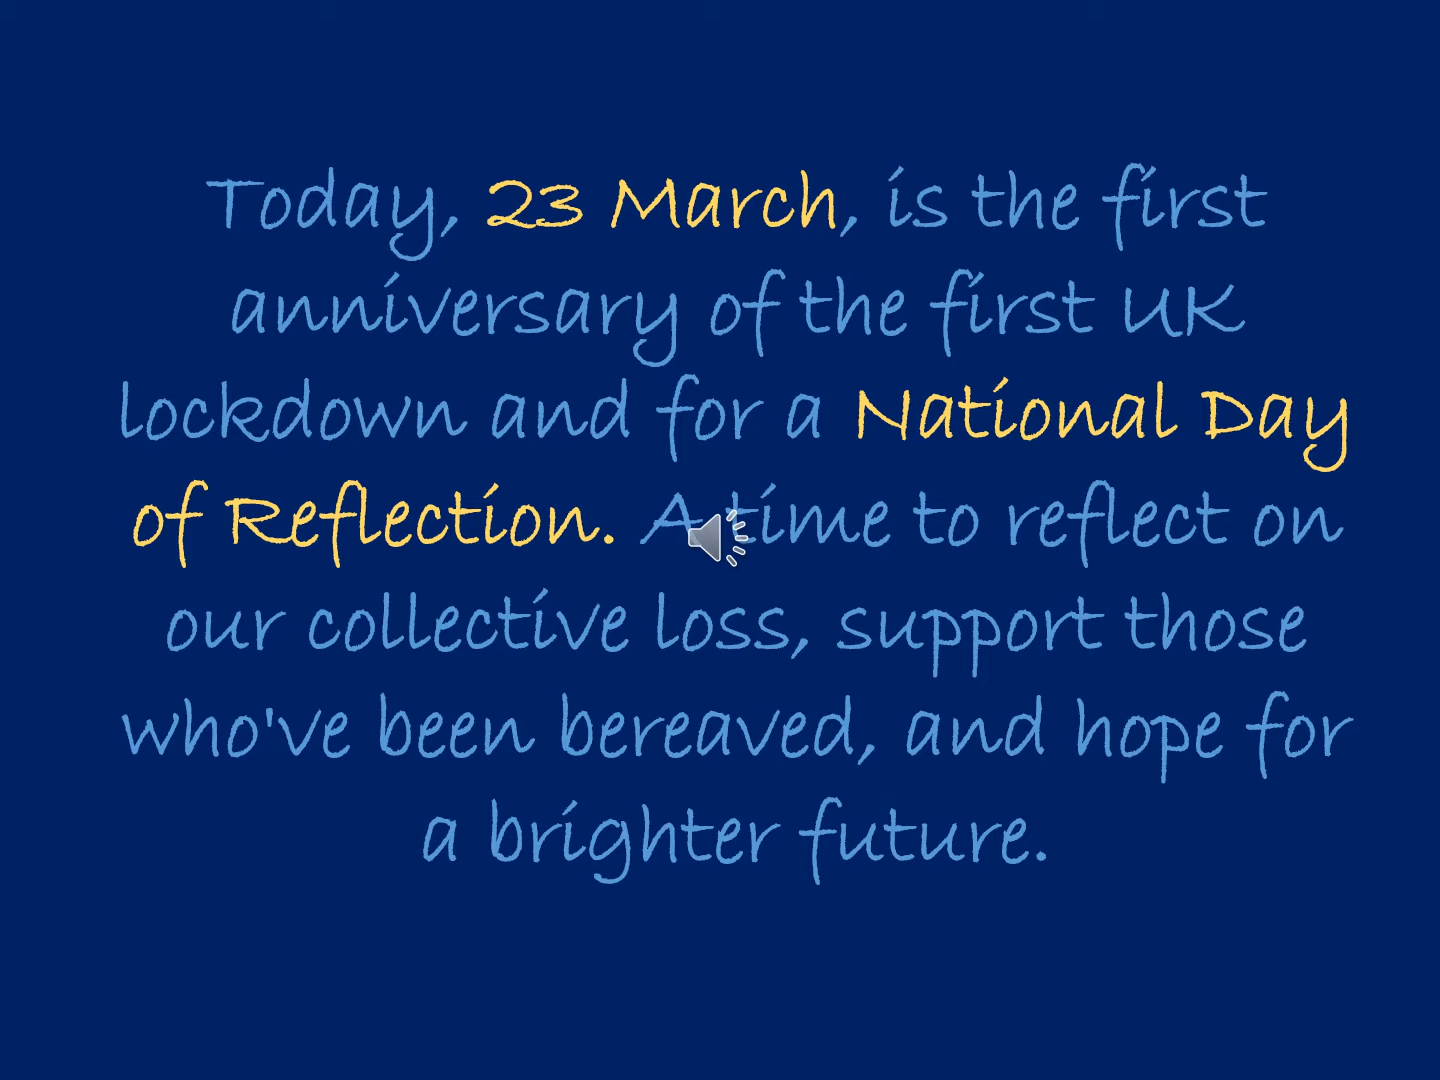 Today, 23 March, is the first
anniversary of the first UK
lockdown and for a National Day
of Reflection. A time to reflect on
our collective loss, support those
who've been bereaved, and hope for
a brighter future.